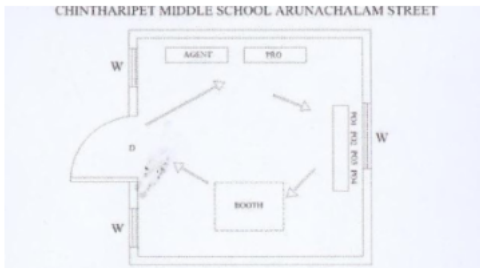 CHINTHARIPET MIDDLE SCHOOL ARUNACHALAM STREET
W
AGENT
PRO
PO1 PO2 PO3 PO4
W
D
BOOTH
W